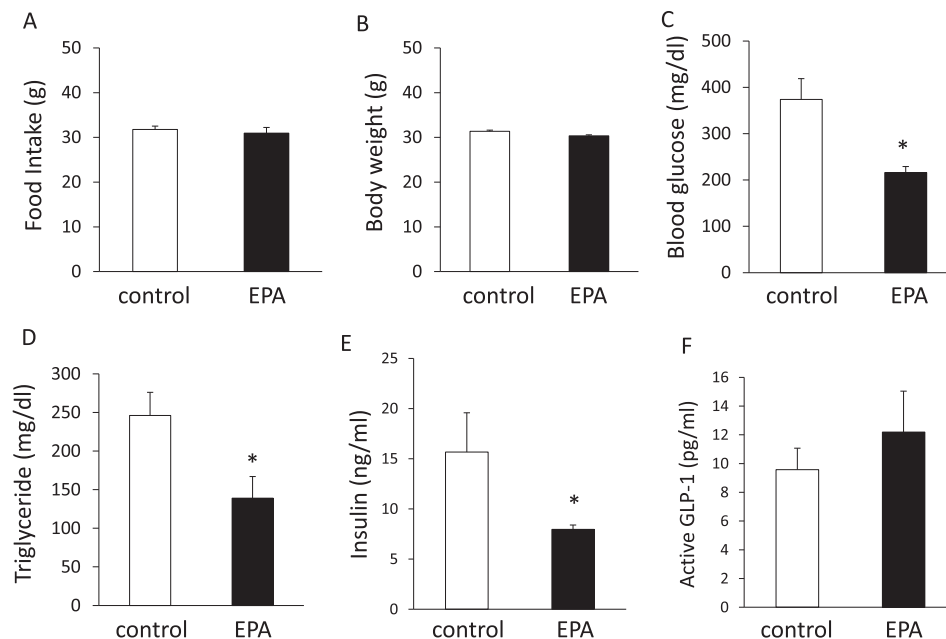 A
Food Intake (g)
50
40
30
20
10
0
control EPA
B
Body weight (g)
50
40
30
20
10
0
control EPA
C
Blood glucose (mg/dl)
500
400
300
200
100
0
*
control EPA
D
Triglyceride (mg/dl)
300
250
200
150
100
50
0
*
control EPA
E
Insulin (ng/ml)
25
20
15
10
5
0
*
control EPA
F
Active GLP-1 (pg/ml)
16
14
12
10
8
6
4
2
0
control EPA